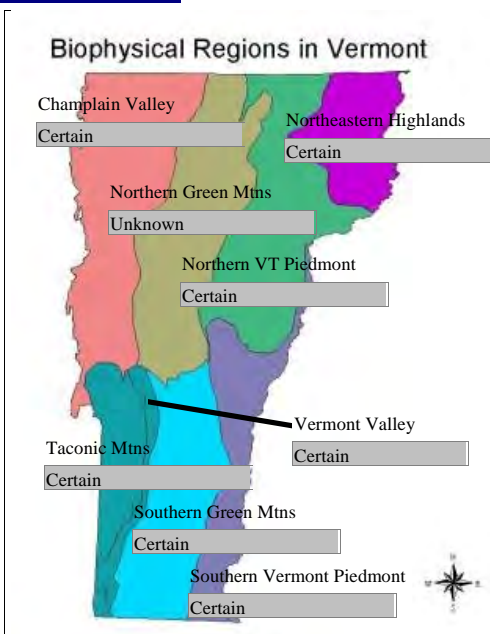 Biophysical Regions in Vermont
Champlain Valley
Certain
Northeastern Highlands
Certain
Northern Green Mtns
Unknown
Northern VT Piedmont
Certain
Vermont Valley
Certain
Taconic Mtns
Certain
Southern Green Mtns
Certain
Southern Vermont Piedmont
Certain